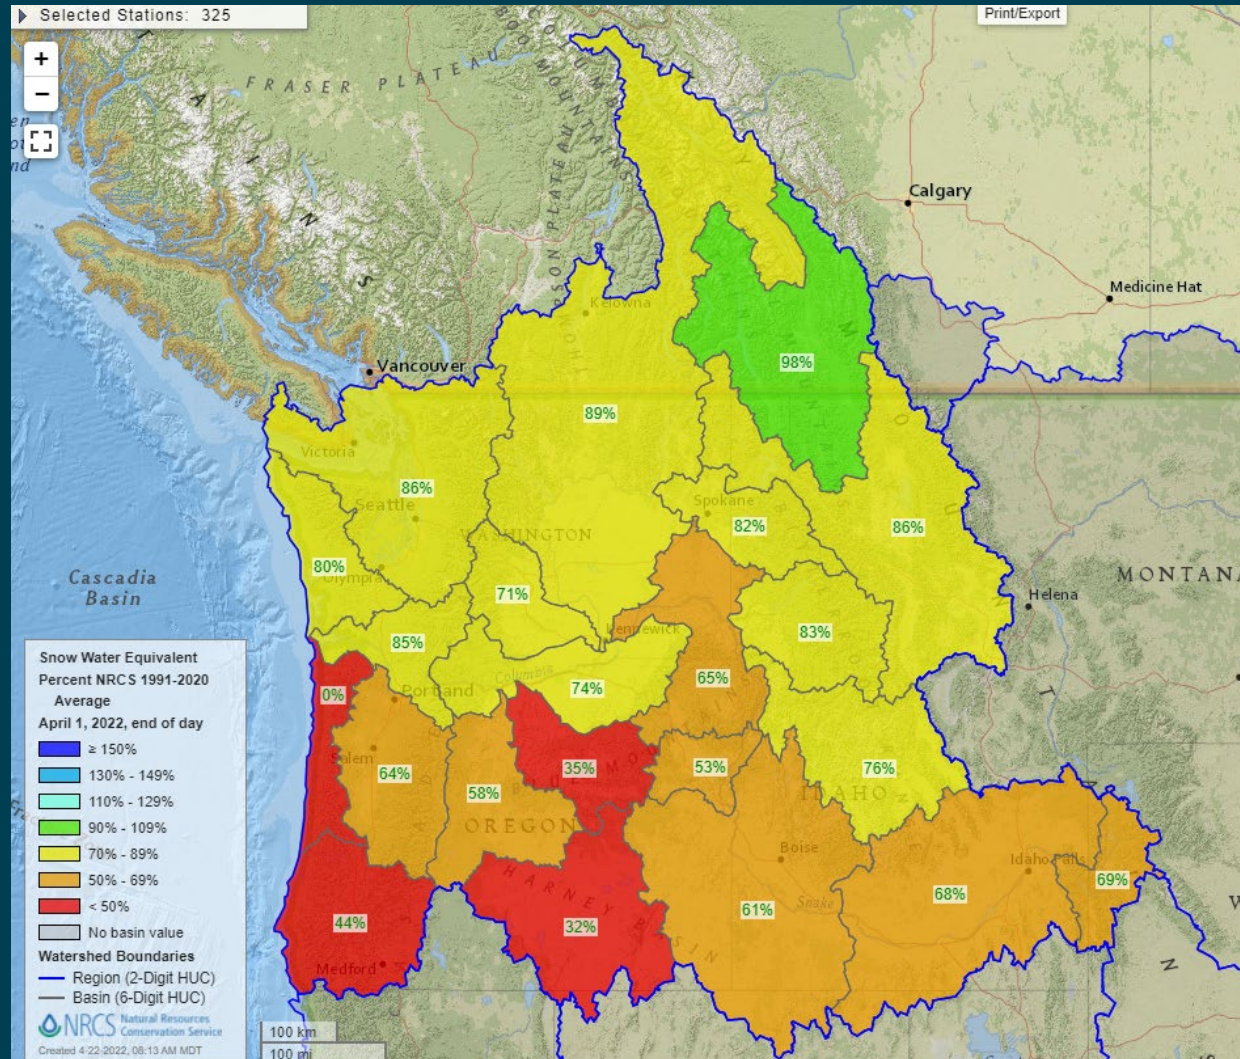 Selected Stations: 325
Print/Export
+
−
FRASER PLATEAU
Calgary
Medicine Hat
Kelowna
Vancouver
98%
89%
Victoria
86%
Seattle
Spokane
82%
86%
WASHINGTON
80%
Olympia
71%
Cascadia
Basin
MONTANA
Helena
83%
85%
Kennewick
65%
Columbia
74%
0%
Portland
Salem
64%
35%
53%
76%
58%
IDAHO
OREGON
Boise
Idaho Falls
69%
68%
HARNEY BASIN
Snake
61%
44%
32%
Medford
Snow Water Equivalent
Percent NRCS 1991-2020
Average
April 1, 2022, end of day
≥ 150%
130% - 149%
110% - 129%
90% - 109%
70% - 89%
50% - 69%
< 50%
No basin value
Watershed Boundaries
Region (2-Digit HUC)
Basin (6-Digit HUC)
NRCS Natural Resources
Conservation Service
Created 4-22-2022, 08:13 AM MDT
100 km
100 mi